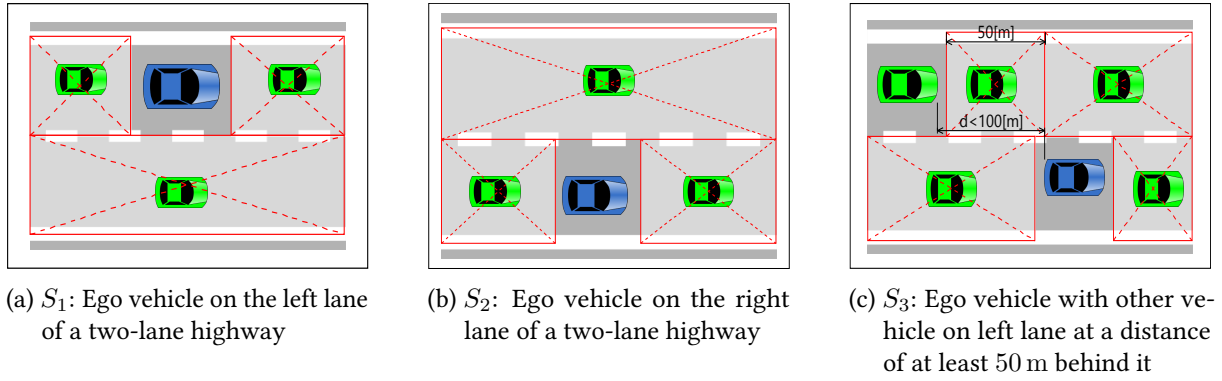 50[m]
d<100[m]
(a) S₁: Ego vehicle on the left lane
of a two-lane highway
(b) S₂: Ego vehicle on the right
lane of a two-lane highway
(c) S₃: Ego vehicle with other ve-
hicle on left lane at a distance
of at least 50 m behind it